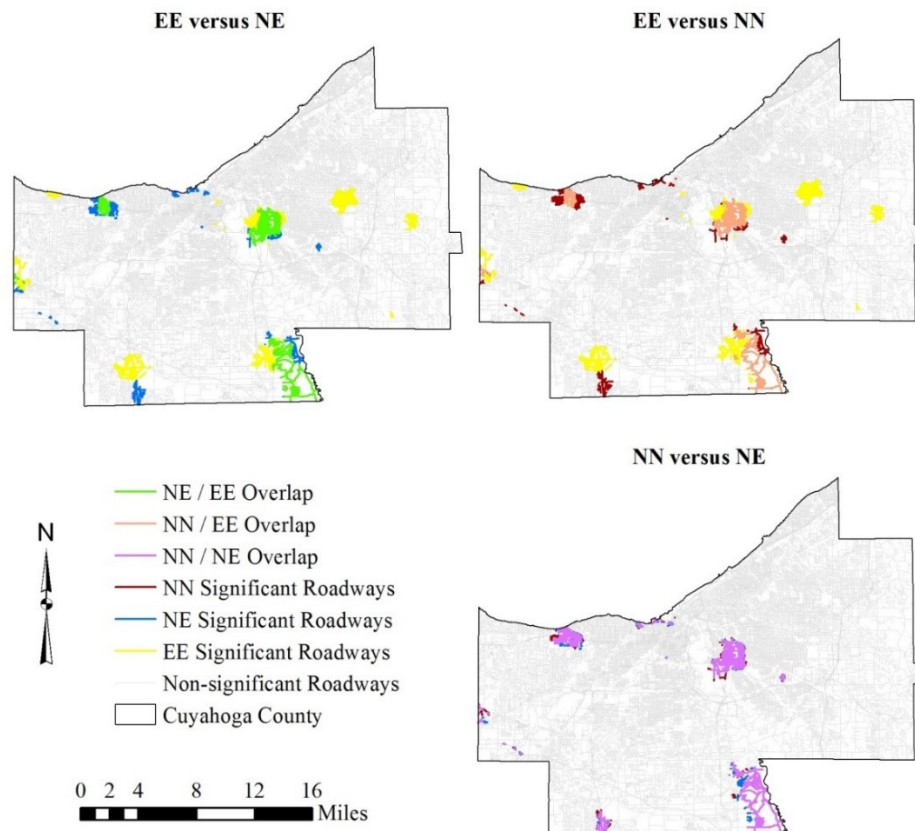 EE versus NE
EE versus NN
NN versus NE
NE / EE Overlap
NN / EE Overlap
NN / NE Overlap
NN Significant Roadways
NE Significant Roadways
EE Significant Roadways
Non-significant Roadways
Cuyahoga County
N
0 2 4 8 12 16
Miles